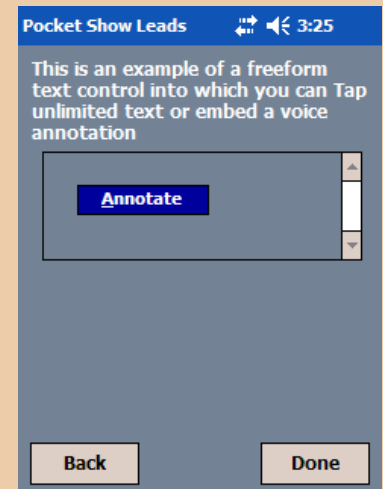 Pocket Show Leads 3:25
This is an example of a freeform
text control into which you can Tap
unlimited text or embed a voice
annotation
Annotate
Back Done